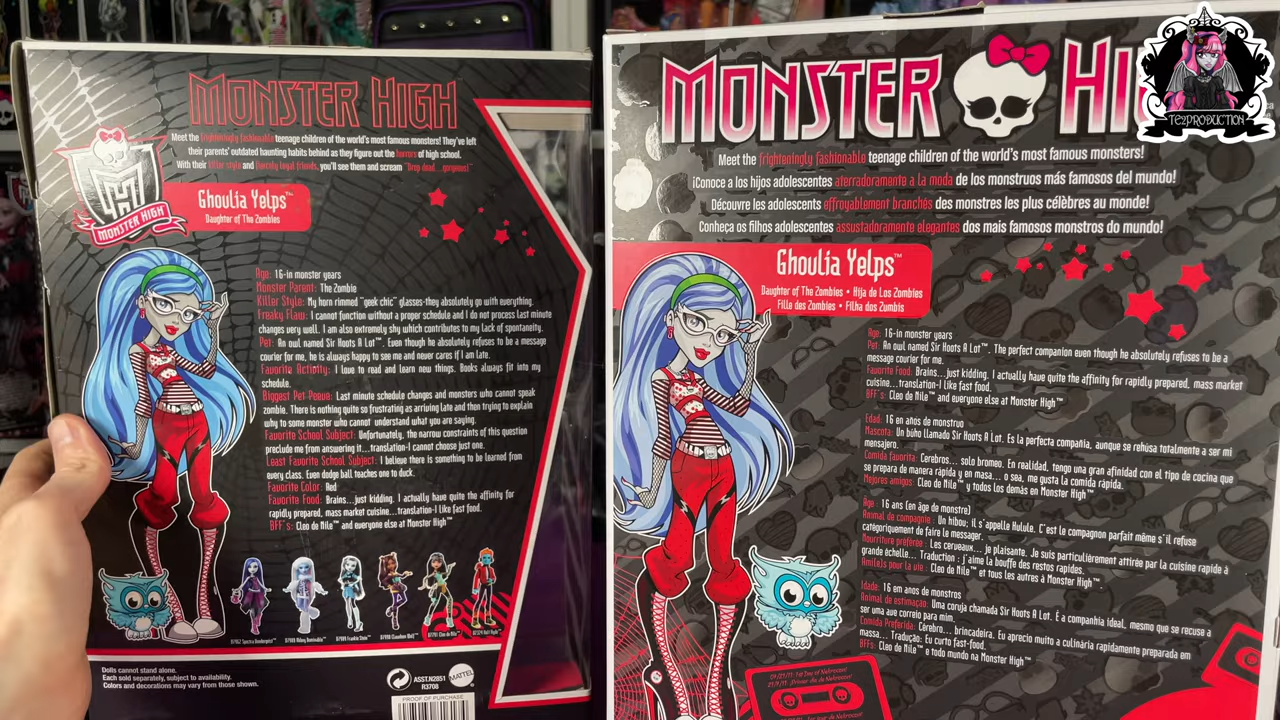 MONSTER HIGH
Meet the frighteningly fashionable teenage children of the world's most famous monsters! They've left
their parents' outdated haunting habits behind as they figure out the horrors of high school.
With their killer style and fiercely loyal friends, you'll see them and scream "Drop dead...gorgeous!"
MONSTER HIGH
Ghoulia Yelps™
Daughter of The Zombies
Age: 16-in monster years
Monster Parent: The Zombie
Killer Style: My horn rimmed "geek chic" glasses-they absolutely go with everything.
Freaky Flaw: I cannot function without a proper schedule and I do not process last minute
changes very well. I am also extremely shy which contributes to my lack of spontaneity.
Pet: An owl named Sir Hoots A Lot™. Even though he absolutely refuses to be a message
courier for me, he is always happy to see me and never cares if I am late.
Favorite Activity: I love to read and learn new things. Books always fit into my
schedule.
Biggest Pet Peeve: Last minute schedule changes and monsters who cannot speak
zombie. There is nothing quite so frustrating as arriving late and then trying to explain
why to some monster who cannot understand what you are saying.
Favorite School Subject: Unfortunately, the narrow constraints of this question
preclude me from answering it...translation-I cannot choose just one.
Least Favorite School Subject: I believe there is something to be learned from
every class. Even dodge ball teaches one to duck.
Favorite Color: Red
Favorite Food: Brains...just kidding. I actually have quite the affinity for
rapidly prepared, mass market cuisine...translation-I like fast food.
BFF's: Cleo de Nile™ and everyone else at Monster High™
Dolls cannot stand alone.
Each sold separately, subject to availability.
Colors and decorations may vary from those shown.
ASST.N2851
R3708
MATTEL
PROOF OF PURCHASE
MONSTER HI
TEZPRODUCTION
Meet the frighteningly fashionable teenage children of the world's most famous monsters!
¡Conoce a los hijos adolescentes aterradoramente a la moda de los monstruos más famosos del mundo!
Découvre les adolescents effroyablement branchés des monstres les plus célèbres au monde!
Conheça os filhos adolescentes assustadoramente elegantes dos mais famosos monstros do mundo!
Ghoulia Yelps™
Daughter of The Zombies • Hija de Los Zombies
Fille des Zombies • Filha dos Zumbis
Age: 16-in monster years
Pet: An owl named Sir Hoots A Lot™. The perfect companion even though he absolutely refuses to be a
message courier for me.
Favorite Food: Brains...just kidding. I actually have quite the affinity for rapidly prepared, mass market
cuisine...translation-I like fast food.
BFF's: Cleo de Nile™ and everyone else at Monster High™
Edad: 16 en años de monstruo
Mascota: Un búho llamado Sir Hoots A Lot. Es la perfecta compañía, aunque se rehúsa totalmente a ser mi
mensajero.
Comida favorita: Cerebros... solo bromeo. En realidad, tengo una gran afinidad con el tipo de cocina que
se prepara de manera rápida y en masa... o sea, me gusta la comida rápida.
Mejores amigos: Cleo de Nile™ y todos los demás en Monster High™
Age : 16 ans (en âge de monstre)
Animal de compagnie : Un hibou; il s'appelle Hulule. C'est le compagnon parfait même s'il refuse
catégoriquement de faire le messager.
Nourriture préférée : Les cerveaux... je plaisante. Je suis particulièrement attirée par la cuisine rapide à
grande échelle... Traduction : j'aime la bouffe des restos rapides.
Ami(e)s pour la vie : Cleo de Nile™ et tous les autres à Monster High™.
Idade: 16 em anos de monstros
Animal de estimação: Uma coruja chamada Sir Hoots A Lot. É a companhia ideal, mesmo que se recuse a
ser uma ave correio para mim.
Comida Preferida: Cérebro... brincadeira. Eu aprecio muito a culinária rapidamente preparada em
massa... Tradução: Eu curto fast-food.
BFFs: Cleo de Nile™ e todo mundo na Monster High™